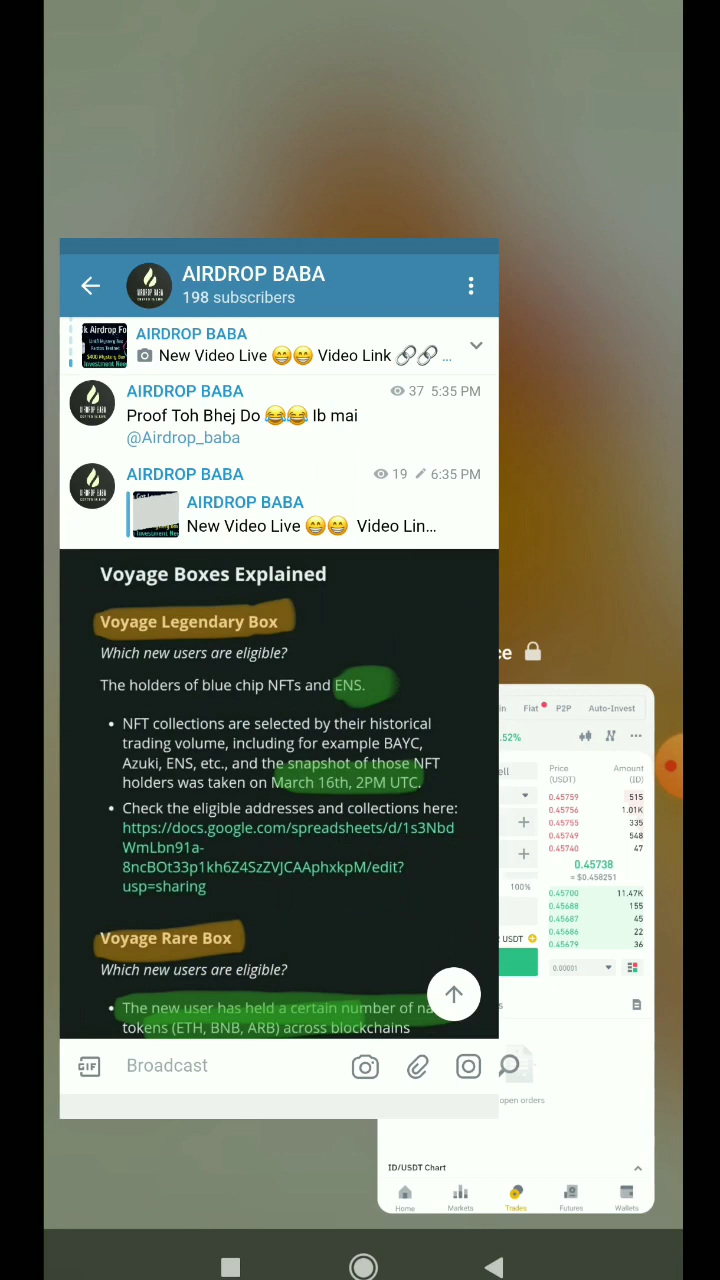 AIRDROP BABA
198 subscribers
k Airdrop Fo
AIRDROP BABA
New Video Live 😁😁 Video Link 🔗🔗 ...
AIRDROP BABA
37 5:35 PM
Proof Toh Bhej Do 😂😂 Ib mai
@Airdrop_baba
AIRDROP BABA
19 6:35 PM
AIRDROP BABA
New Video Live 😁😁 Video Lin...
Voyage Boxes Explained
Voyage Legendary Box
Which new users are eligible?
The holders of blue chip NFTs and ENS.
• NFT collections are selected by their historical
trading volume, including for example BAYC,
Azuki, ENS, etc., and the snapshot of those NFT
holders was taken on March 16th, 2PM UTC.
• Check the eligible addresses and collections here:
https://docs.google.com/spreadsheets/d/1s3Nbd
WmLbn91a-
8ncBOt33p1kh6Z4SzZVJCAAphxkpM/edit?
usp=sharing
Voyage Rare Box
Which new users are eligible?
• The new user has held a certain number of na
tokens (ETH, BNB, ARB) across blockchains
GIF
Broadcast
ce
in Fiat P2P Auto-Invest
.52%
ell
Price Amount
(USDT) (ID)
0.45759 515
0.45756 1.01K
0.45755 335
0.45749 548
0.45740 47
0.45738
≈ $0.458251
100%
0.45700 11.47K
0.45688 155
0.45687 45
0.45686 22
0.45679 36
USDT
0.00001
s
open orders
ID/USDT Chart
Home Markets Trades Futures Wallets